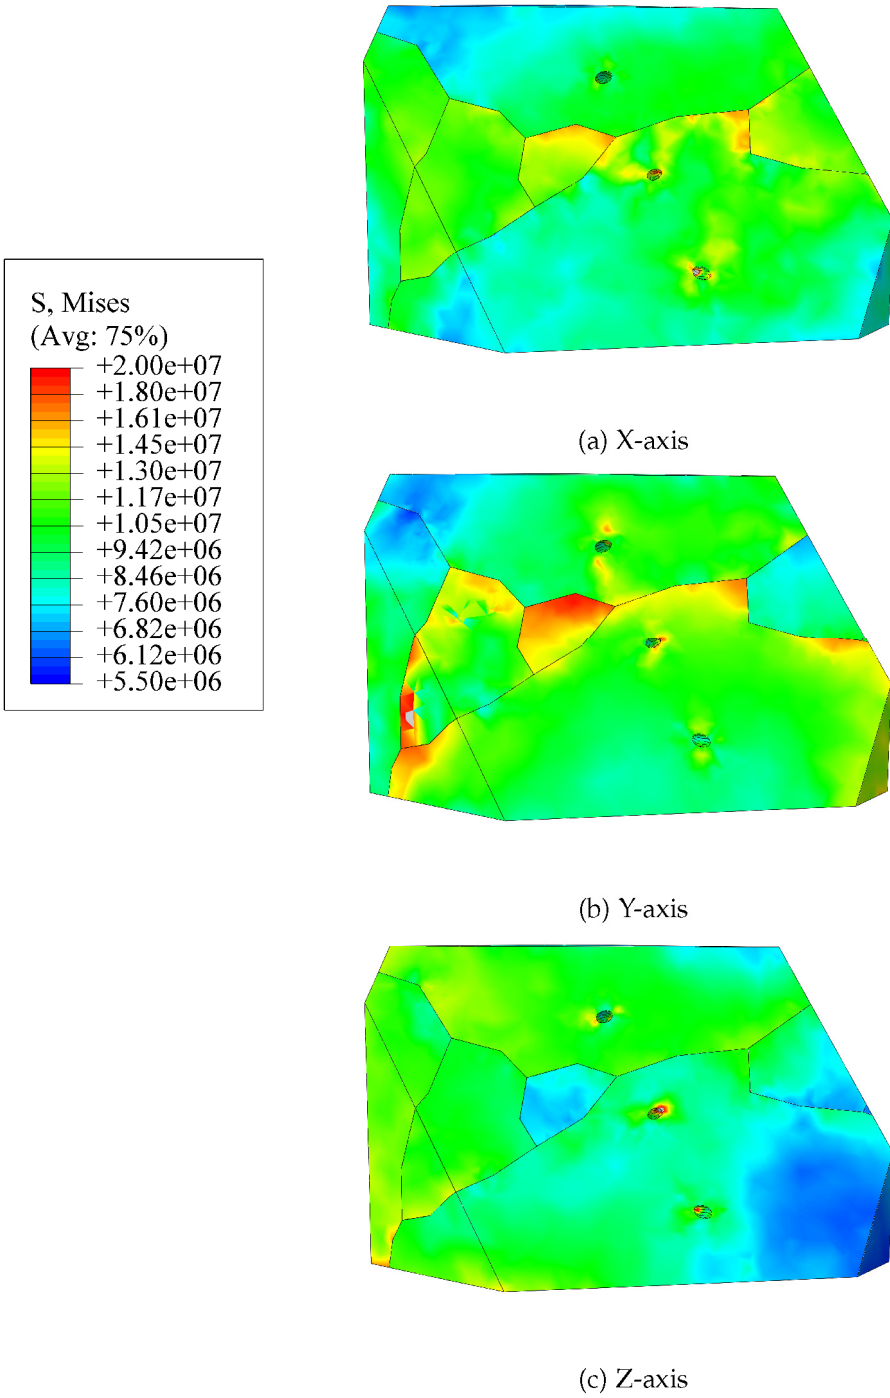 S, Mises
(Avg: 75%)
+2.00e+07
+1.80e+07
+1.61e+07
+1.45e+07
+1.30e+07
+1.17e+07
+1.05e+07
+9.42e+06
+8.46e+06
+7.60e+06
+6.82e+06
+6.12e+06
+5.50e+06
(a) X-axis
(b) Y-axis
(c) Z-axis